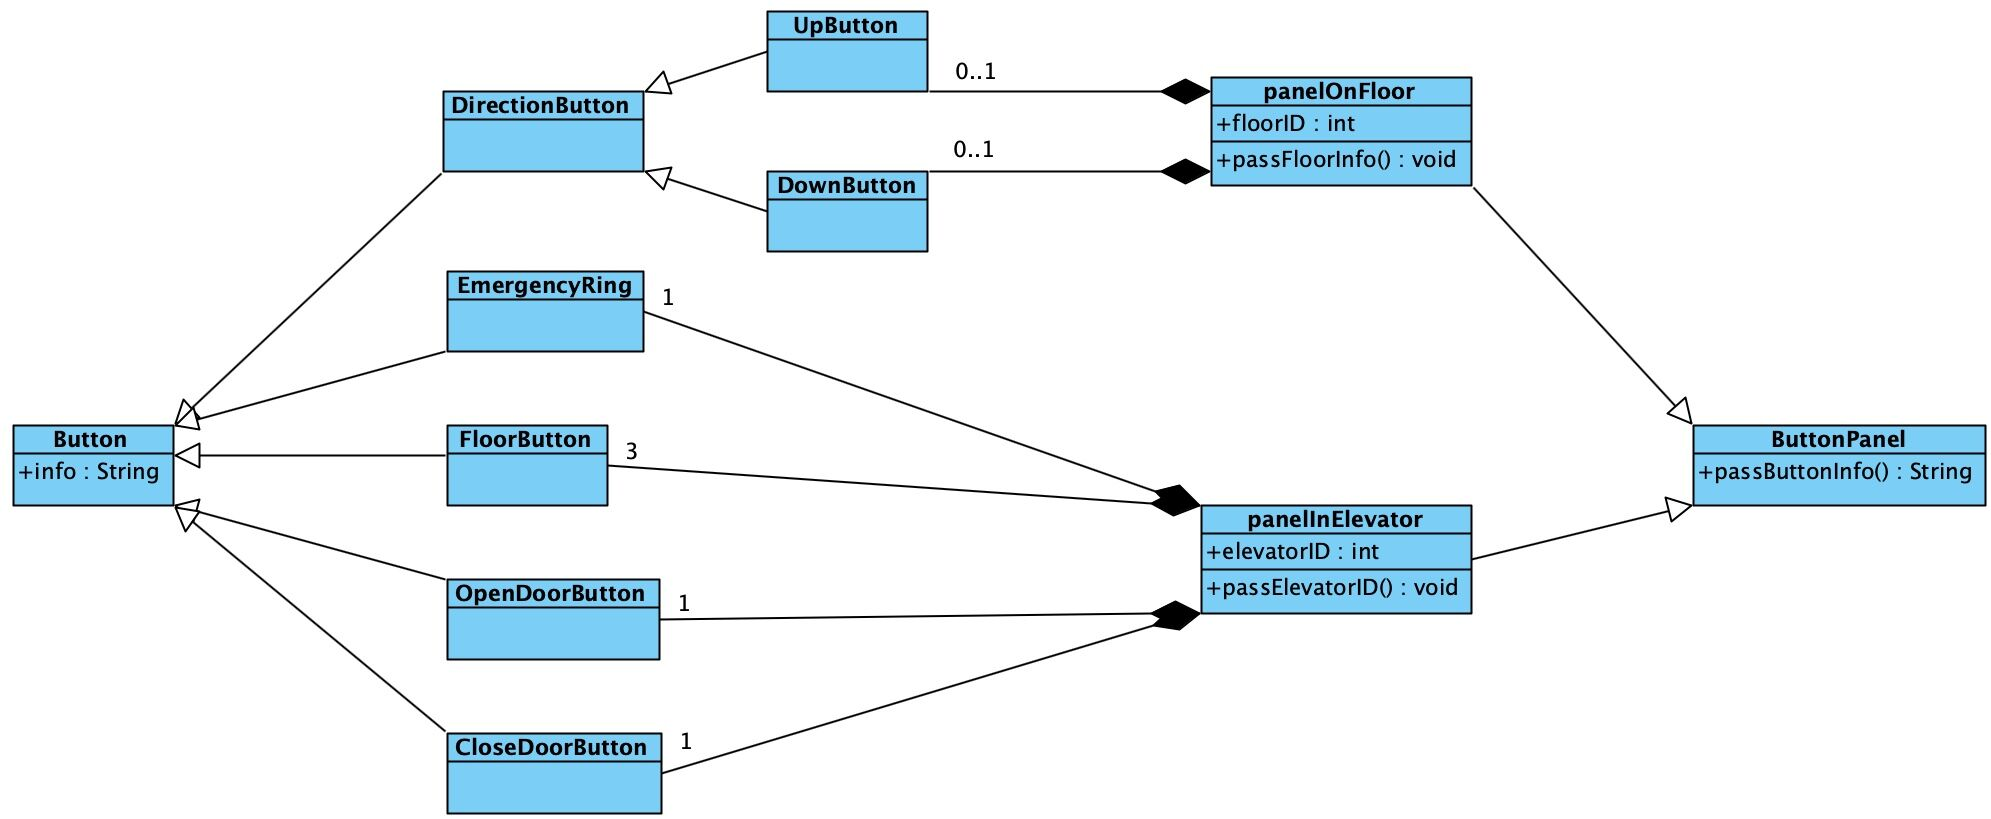 UpButton
0..1
DirectionButton
panelOnFloor
+floorID : int
+passFloorInfo() : void
0..1
DownButton
EmergencyRing
1
Button
+info : String
FloorButton
3
ButtonPanel
+passButtonInfo() : String
panelInElevator
+elevatorID : int
+passElevatorID() : void
OpenDoorButton
1
CloseDoorButton
1